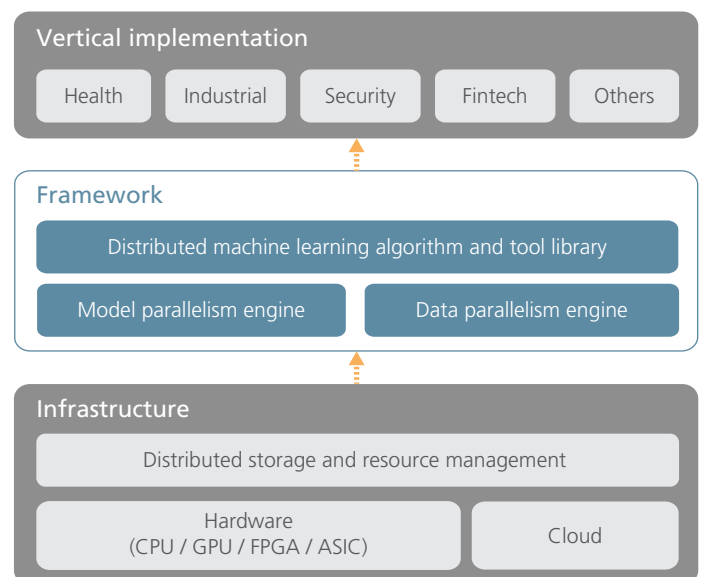 Vertical implementation
Health
Industrial
Security
Fintech
Others
Framework
Distributed machine learning algorithm and tool library
Model parallelism engine
Data parallelism engine
Infrastructure
Distributed storage and resource management
Hardware
(CPU / GPU / FPGA / ASIC)
Cloud